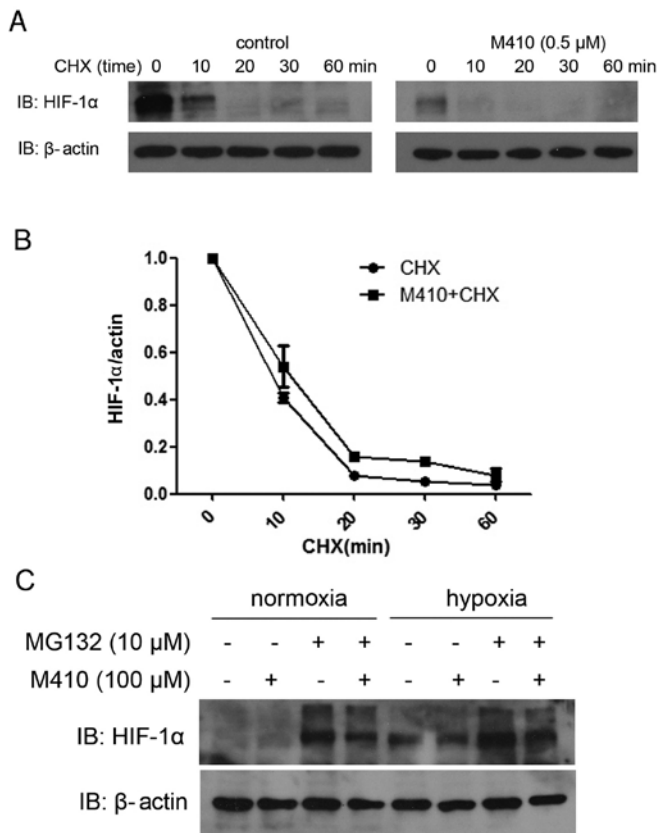 A
control M410 (0.5 µM)
CHX (time) 0 10 20 30 60 min 0 10 20 30 60 min
IB: HIF-1α
IB: β-actin
B
1.0
0.8
0.6
0.4
0.2
0.0
HIF-1α/actin
CHX
M410+CHX
0 10 20 30 60
CHX(min)
C
normoxia hypoxia
MG132 (10 µM) - - + + - - + +
M410 (100 µM) - + - + - + - +
IB: HIF-1α
IB: β-actin